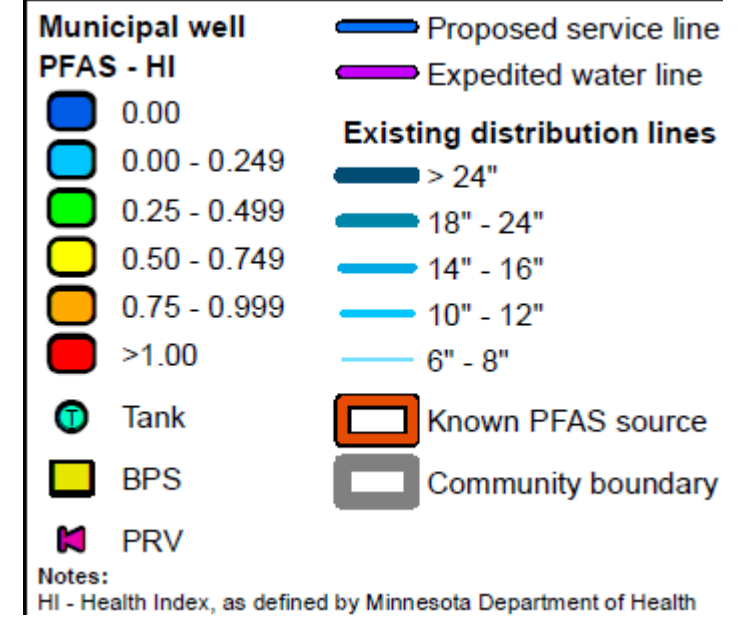 Municipal well
PFAS - HI
0.00
0.00 - 0.249
0.25 - 0.499
0.50 - 0.749
0.75 - 0.999
>1.00
T
Tank
BPS
PRV
Proposed service line
Expedited water line
Existing distribution lines
> 24"
18" - 24"
14" - 16"
10" - 12"
6" - 8"
Known PFAS source
Community boundary
Notes:
HI - Health Index, as defined by Minnesota Department of Health